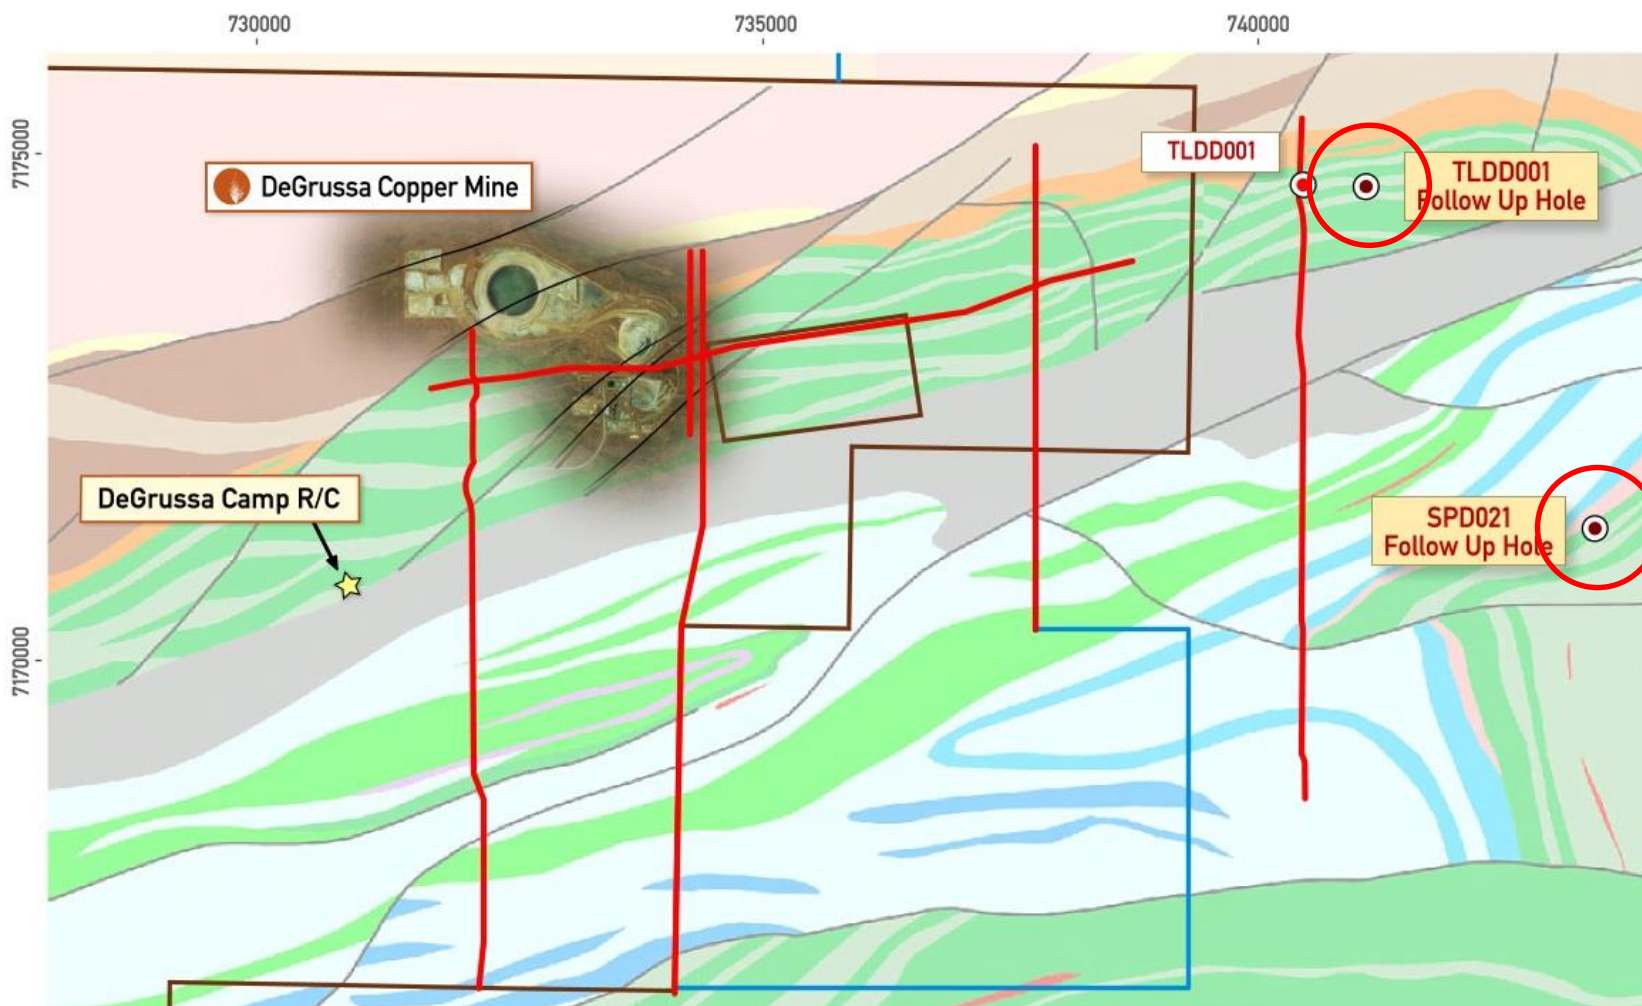 730000
735000
740000
7175000
TLDD001
DeGrussa Copper Mine
TLDD001
Follow Up Hole
DeGrussa Camp R/C
SPD021
Follow Up Hole
7170000